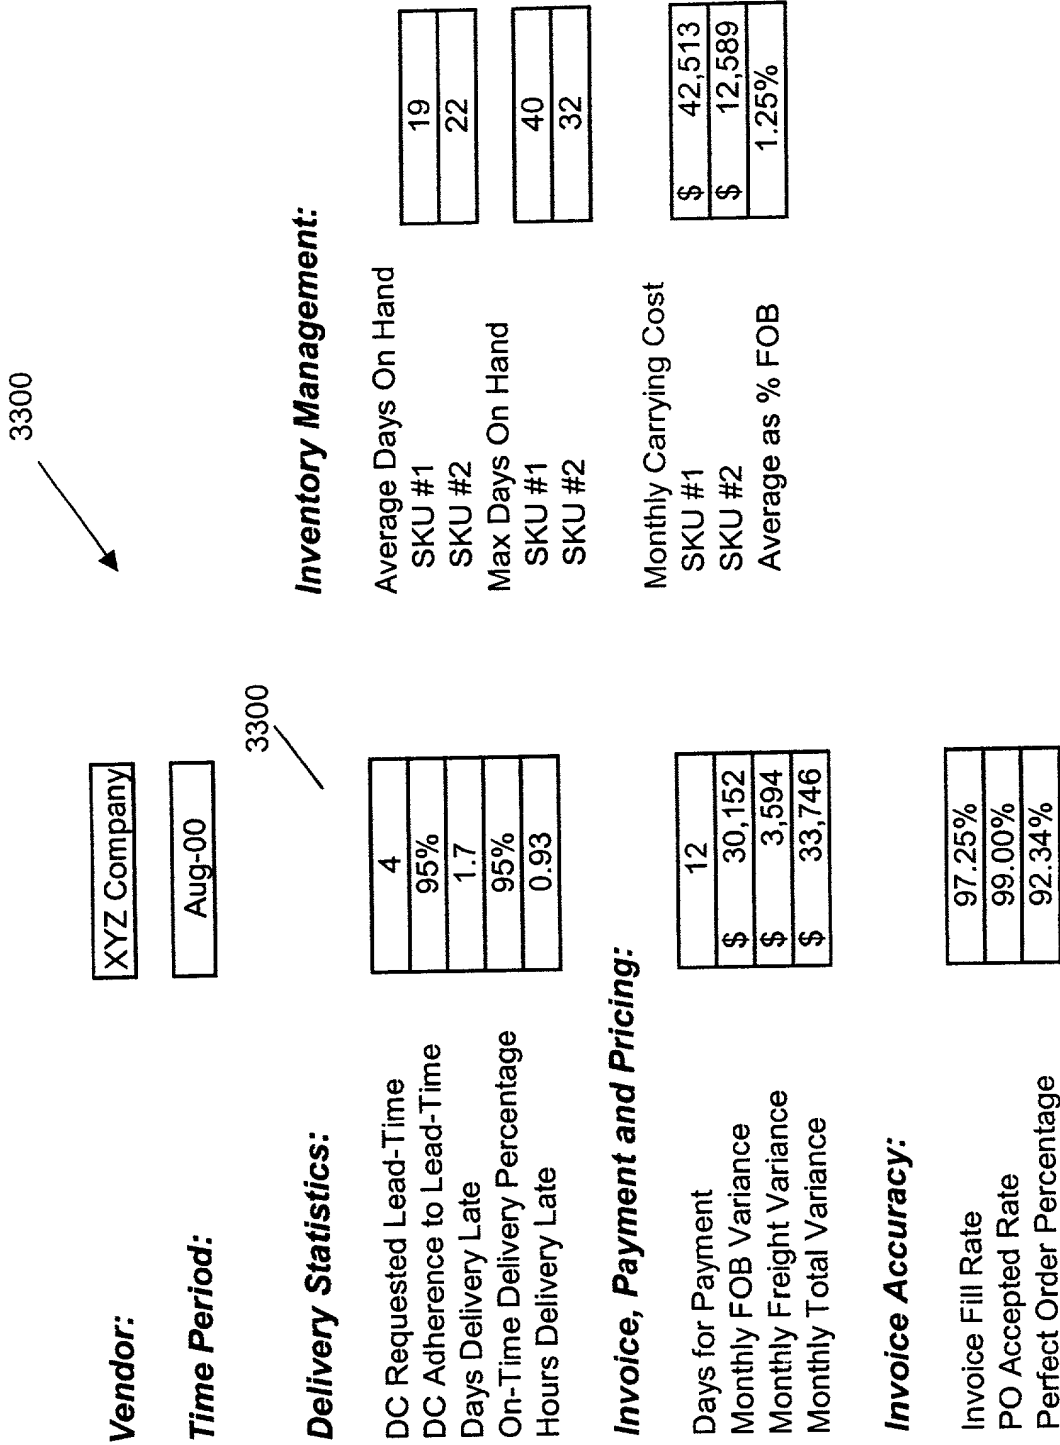 3300
Vendor: XYZ Company
Time Period: Aug-00
3300
Delivery Statistics:
DC Requested Lead-Time 4
DC Adherence to Lead-Time 95%
Days Delivery Late 1.7
On-Time Delivery Percentage 95%
Hours Delivery Late 0.93
Invoice, Payment and Pricing:
Days for Payment 12
Monthly FOB Variance $ 30,152
Monthly Freight Variance $ 3,594
Monthly Total Variance $ 33,746
Invoice Accuracy:
Invoice Fill Rate 97.25%
PO Accepted Rate 99.00%
Perfect Order Percentage 92.34%
Inventory Management:
Average Days On Hand
SKU #1 19
SKU #2 22
Max Days On Hand
SKU #1 40
SKU #2 32
Monthly Carrying Cost
SKU #1 $ 42,513
SKU #2 $ 12,589
Average as % FOB 1.25%